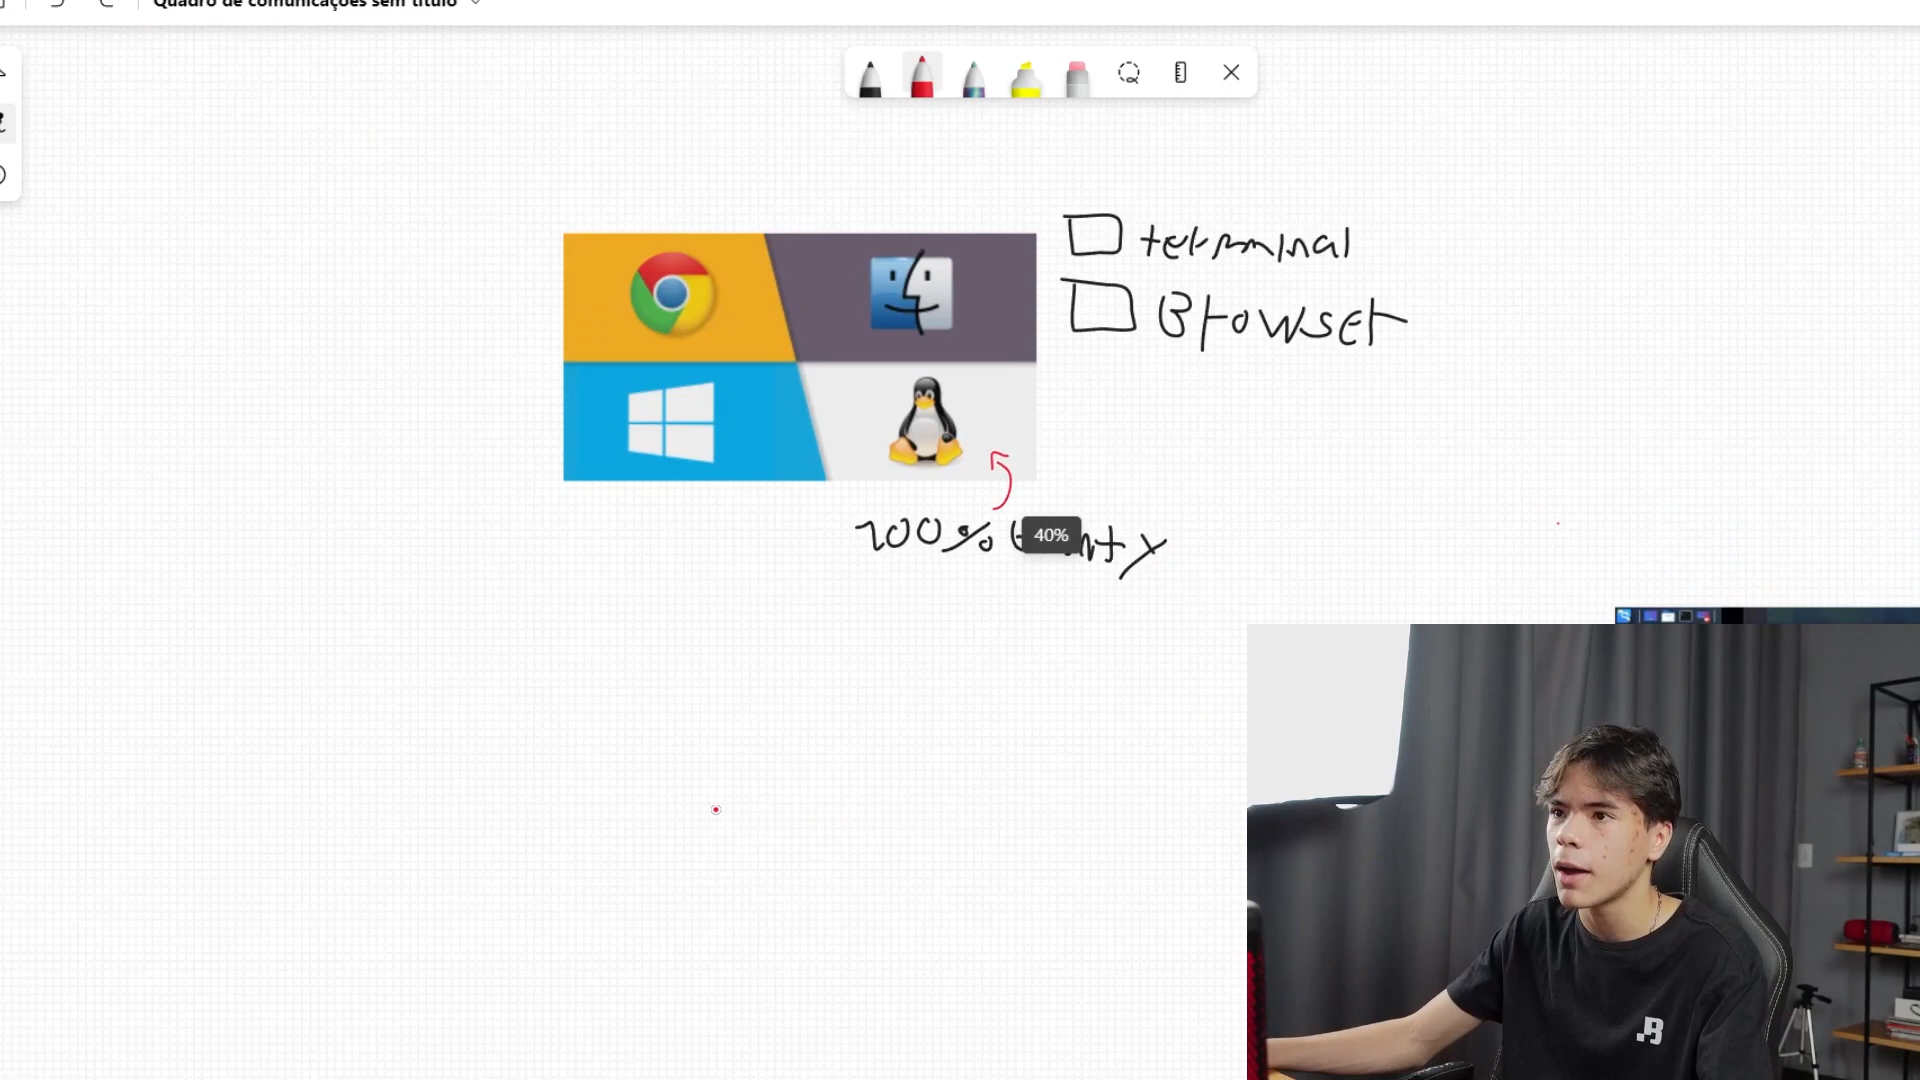 Quadro de comunicações sem título
terminal
Browser
100%
40%